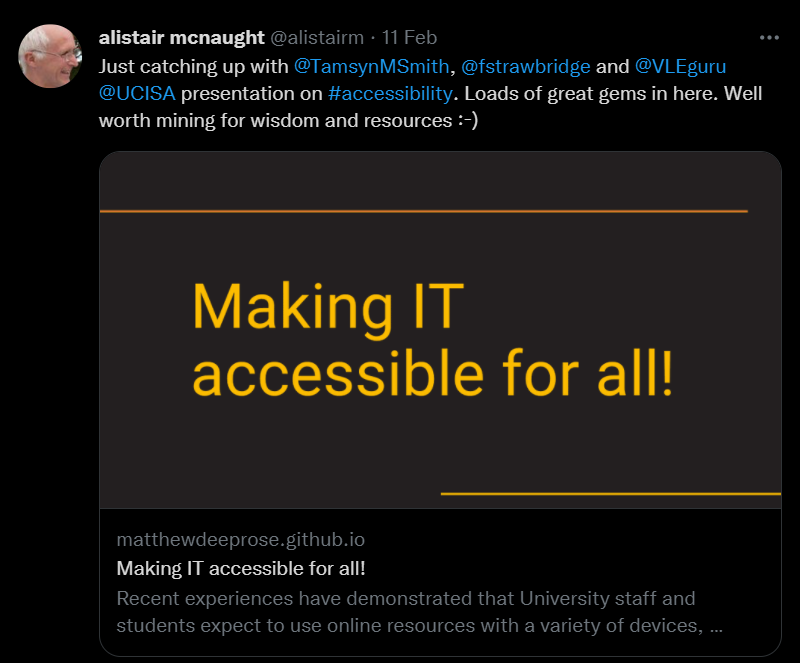 alistair mcnaught @alistairm · 11 Feb
Just catching up with @TamsynMSmith, @fstrawbridge and @VLEguru
@UCISA presentation on #accessibility. Loads of great gems in here. Well
worth mining for wisdom and resources :-)
Making IT
accessible for all!
matthewdeeprose.github.io
Making IT accessible for all!
Recent experiences have demonstrated that University staff and
students expect to use online resources with a variety of devices, ...